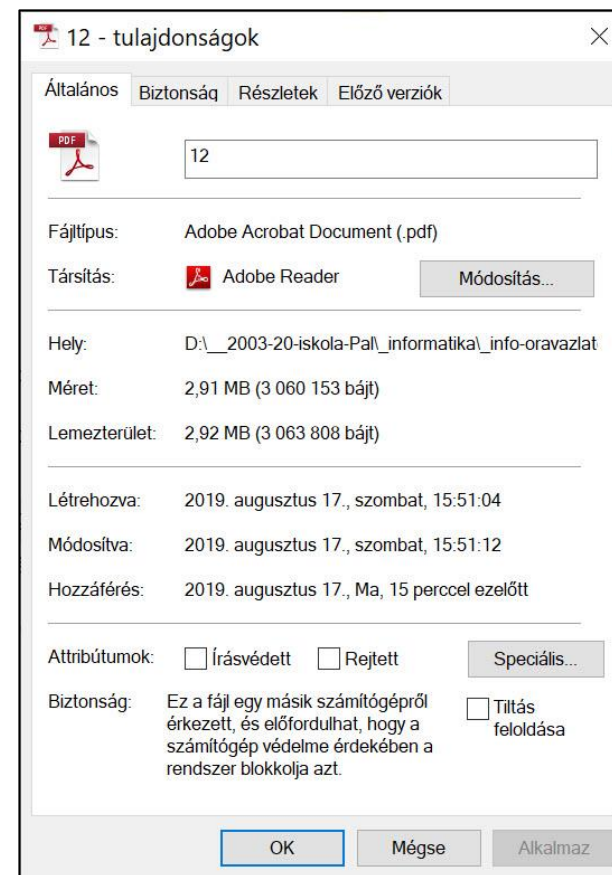 12 - tulajdonságok
Általános Biztonság Részletek Előző verziók
PDF
12
Fájltípus: Adobe Acrobat Document (.pdf)
Társítás: Adobe Reader Módosítás...
Hely: D:\__2003-20-iskola-Pal\_informatika\_info-oravazlat
Méret: 2,91 MB (3 060 153 bájt)
Lemezterület: 2,92 MB (3 063 808 bájt)
Létrehozva: 2019. augusztus 17., szombat, 15:51:04
Módosítva: 2019. augusztus 17., szombat, 15:51:12
Hozzáférés: 2019. augusztus 17., Ma, 15 perccel ezelőtt
Attribútumok: Írásvédett Rejtett Speciális...
Biztonság: Ez a fájl egy másik számítógépről
érkezett, és előfordulhat, hogy a
számítógép védelme érdekében a
rendszer blokkolja azt.
Tiltás
feloldása
OK Mégse Alkalmaz